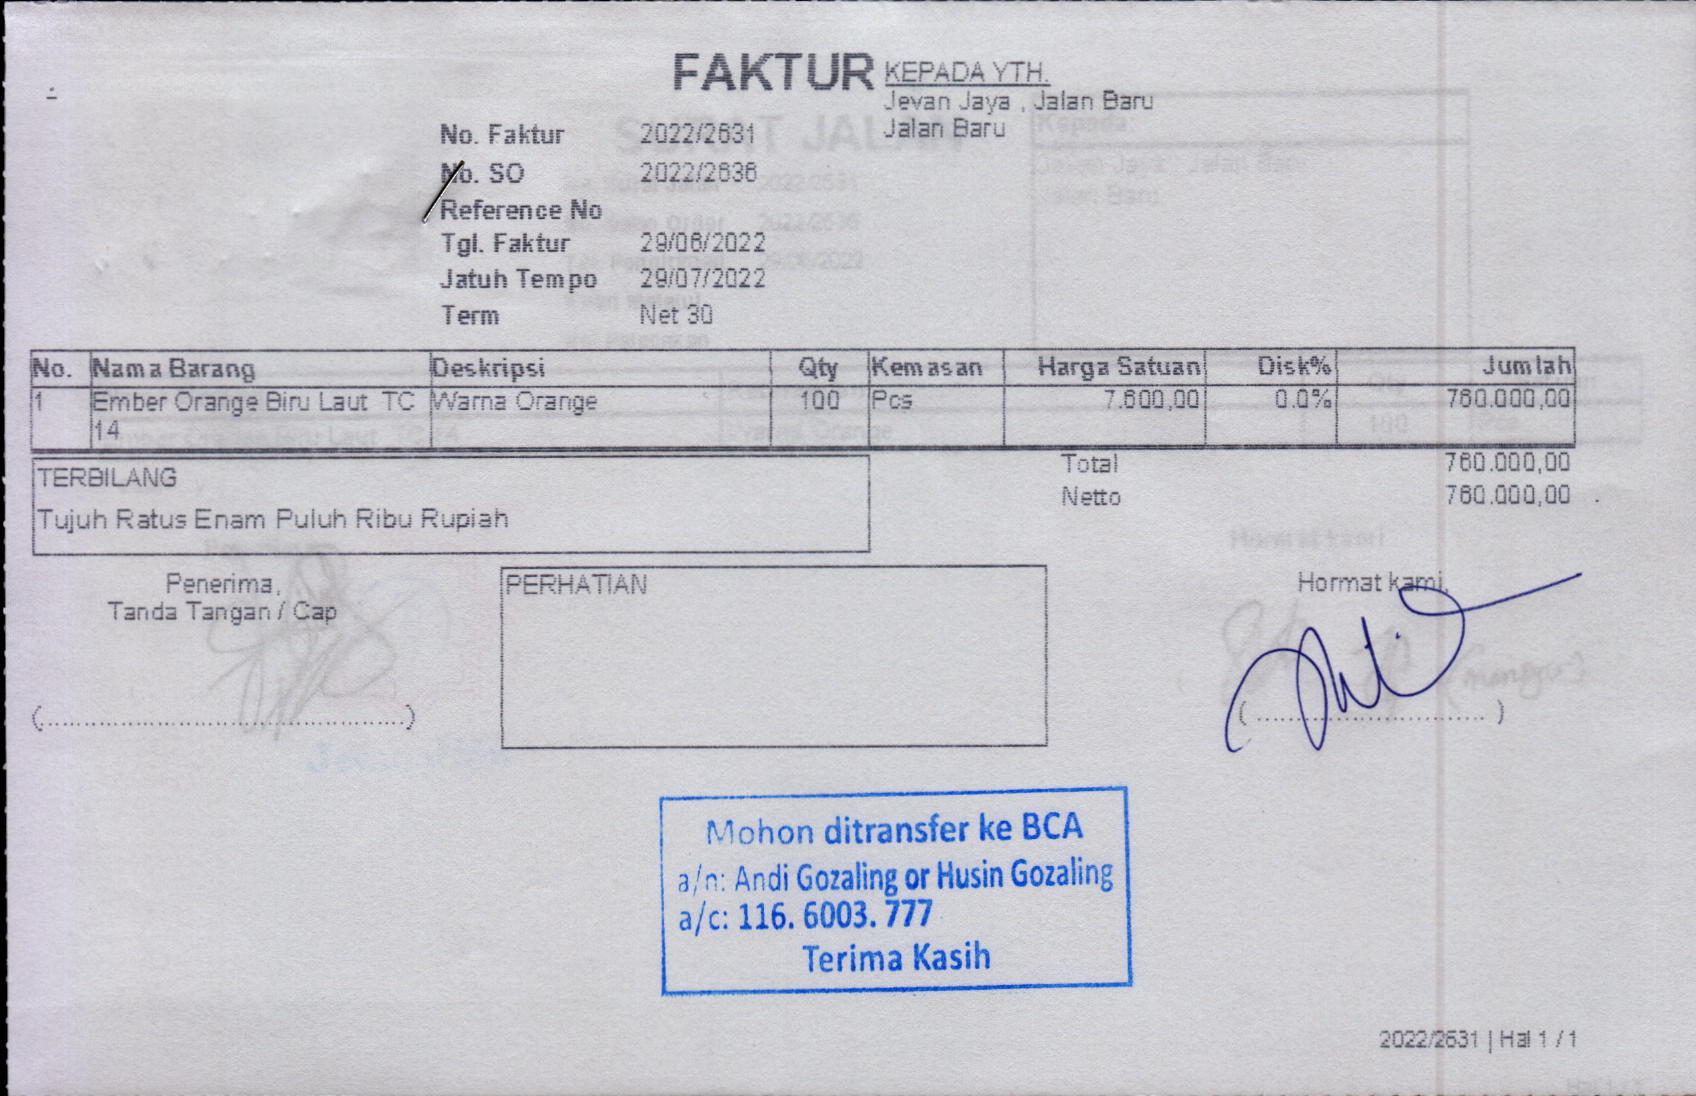 FAKTUR
KEPADA YTH.
Jevan Jaya , Jalan Baru
Jalan Baru
No. Faktur 2022/2631
No. SO 2022/2636
Reference No
Tgl. Faktur 29/06/2022
Jatuh Tempo 29/07/2022
Term Net 30
No. Nama Barang Deskripsi Qty Kemasan Harga Satuan Disk% Jumlah
1 Ember Orange Biru Laut TC Warna Orange 100 Pcs 7.600,00 0.0% 760.000,00
14
TERBILANG
Tujuh Ratus Enam Puluh Ribu Rupiah
Total 760.000,00
Netto 760.000,00
Penerima,
Tanda Tangan / Cap
PERHATIAN
Hormat kami,
Mohon ditransfer ke BCA
a/n: Andi Gozaling or Husin Gozaling
a/c: 116. 6003. 777
Terima Kasih
2022/2631 | Hal 1 / 1